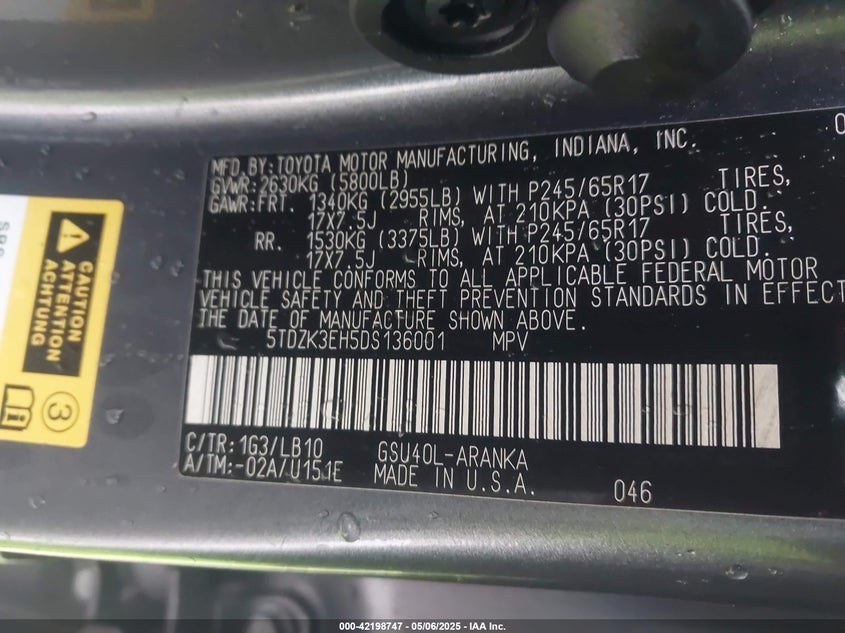 0
MFD.BY:TOYOTA MOTOR MANUFACTURING, INDIANA, INC.
GVWR:2630KG (5800LB)
GAWR:FRT. 1340KG (2955LB) WITH P245/65R17 TIRES,
17X7.5J RIMS, AT 210KPA (30PSI) COLD.
RR. 1530KG (3375LB) WITH P245/65R17 TIRES,
17X7.5J RIMS, AT 210KPA (30PSI) COLD.
THIS VEHICLE CONFORMS TO ALL APPLICABLE FEDERAL MOTOR
VEHICLE SAFETY AND THEFT PREVENTION STANDARDS IN EFFECT
THE DATE OF MANUFACTURE SHOWN ABOVE.
5TDZK3EH5DS136001 MPV
C/TR:1G3/LB10 GSU40L-ARANKA
A/TM:-02A/U151E MADE IN U.S.A. 046
CAUTION
ATTENTION
ACHTUNG
3
000-42198747 - 05/06/2025 - IAA Inc.